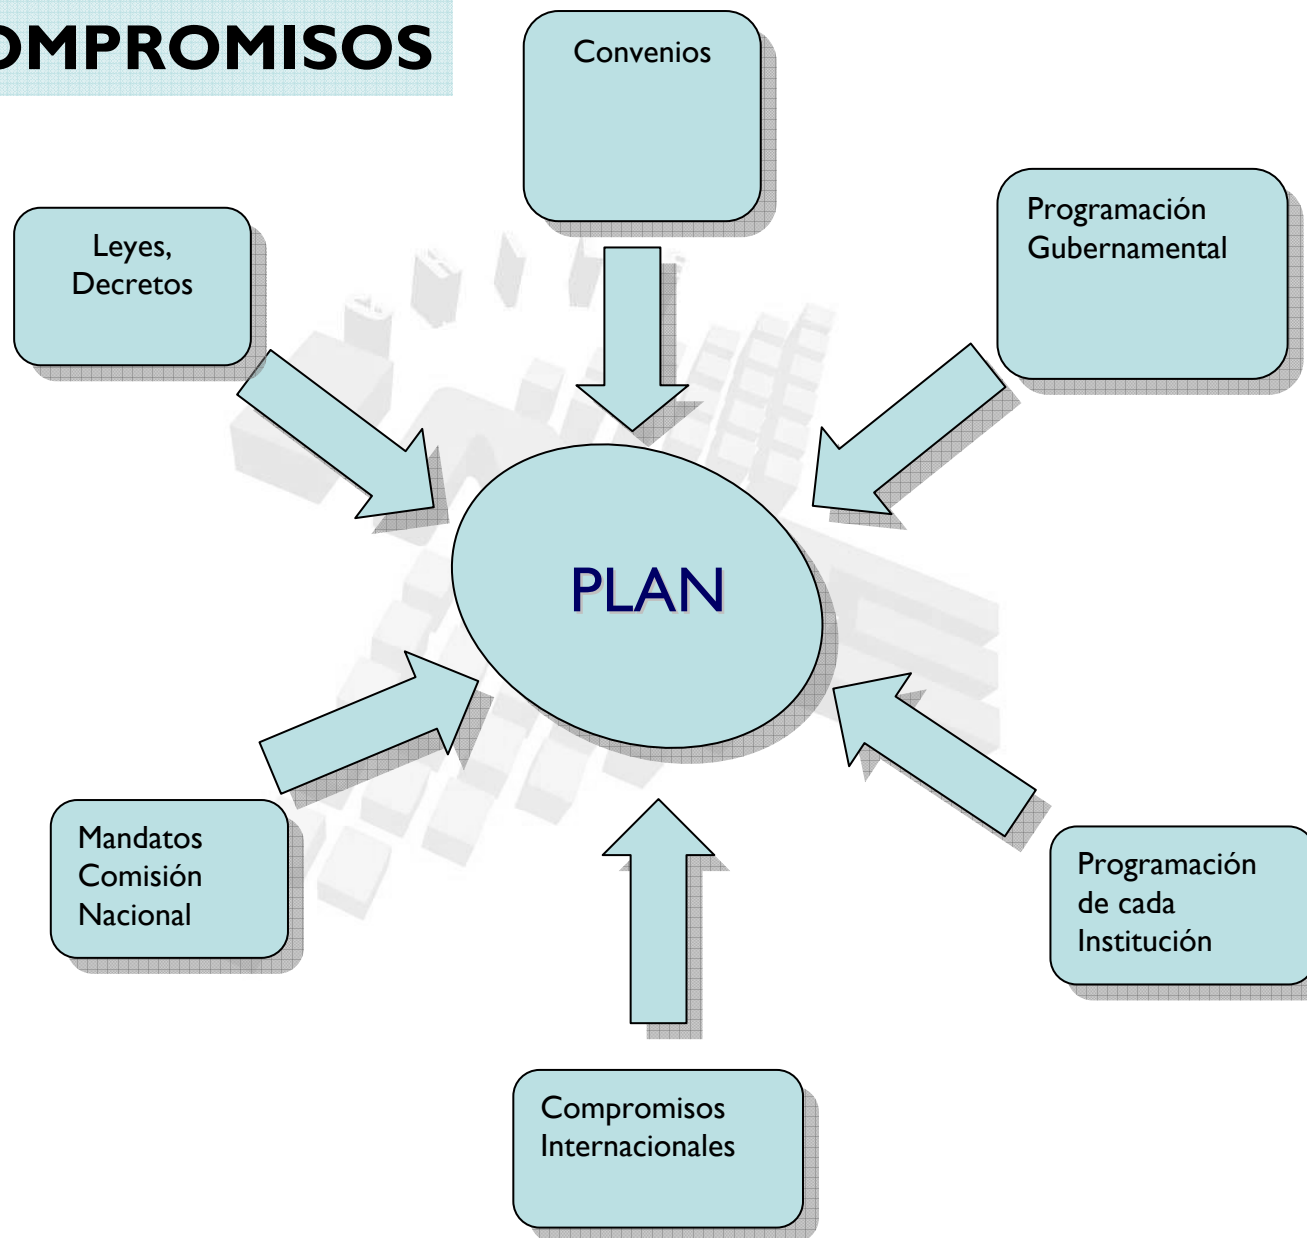 OMPROMISOS
Convenios
Programación
Gubernamental
Leyes,
Decretos
PLAN
Mandatos
Comisión
Nacional
Programación
de cada
Institución
Compromisos
Internacionales